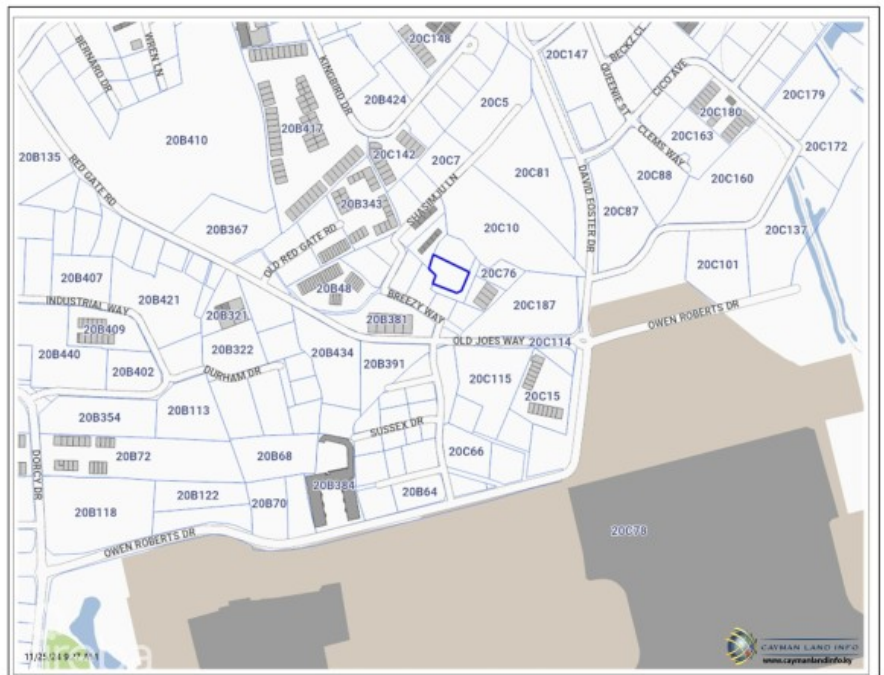 BERNARD DR
WREN LN
KINGBIRD DR
20C148
20C147
QUEENIE ST
BECKZ CL
CICO AVE
20B424
20C5
20C180
20C179
20B417
20C163
20B410
20C142
20C7
CLEMS WAY
20C172
20B135
RED GATE RD
20C81
DAVID FOSTER DR
20C88
20C160
20B343
SHASIMJU LN
20C87
20B367
OLD RED GATE RD
20C10
20C137
20B407
20B48
20C76
20C101
INDUSTRIAL WAY
20B421
BREEZY WAY
20C187
OWEN ROBERTS DR
20B321
20B381
20B409
OLD JOES WAY
20C114
20B440
20B322
20B434
20B391
20B402
DURHAM DR
20C115
20C15
20B354
20B113
SUSSEX DR
20B72
20B68
20C66
DORCY DR
20B384
20B122
20B70
20B64
20B118
OWEN ROBERTS DR
20C78
CAYMAN LAND INFO
www.caymanlandinfo.ky